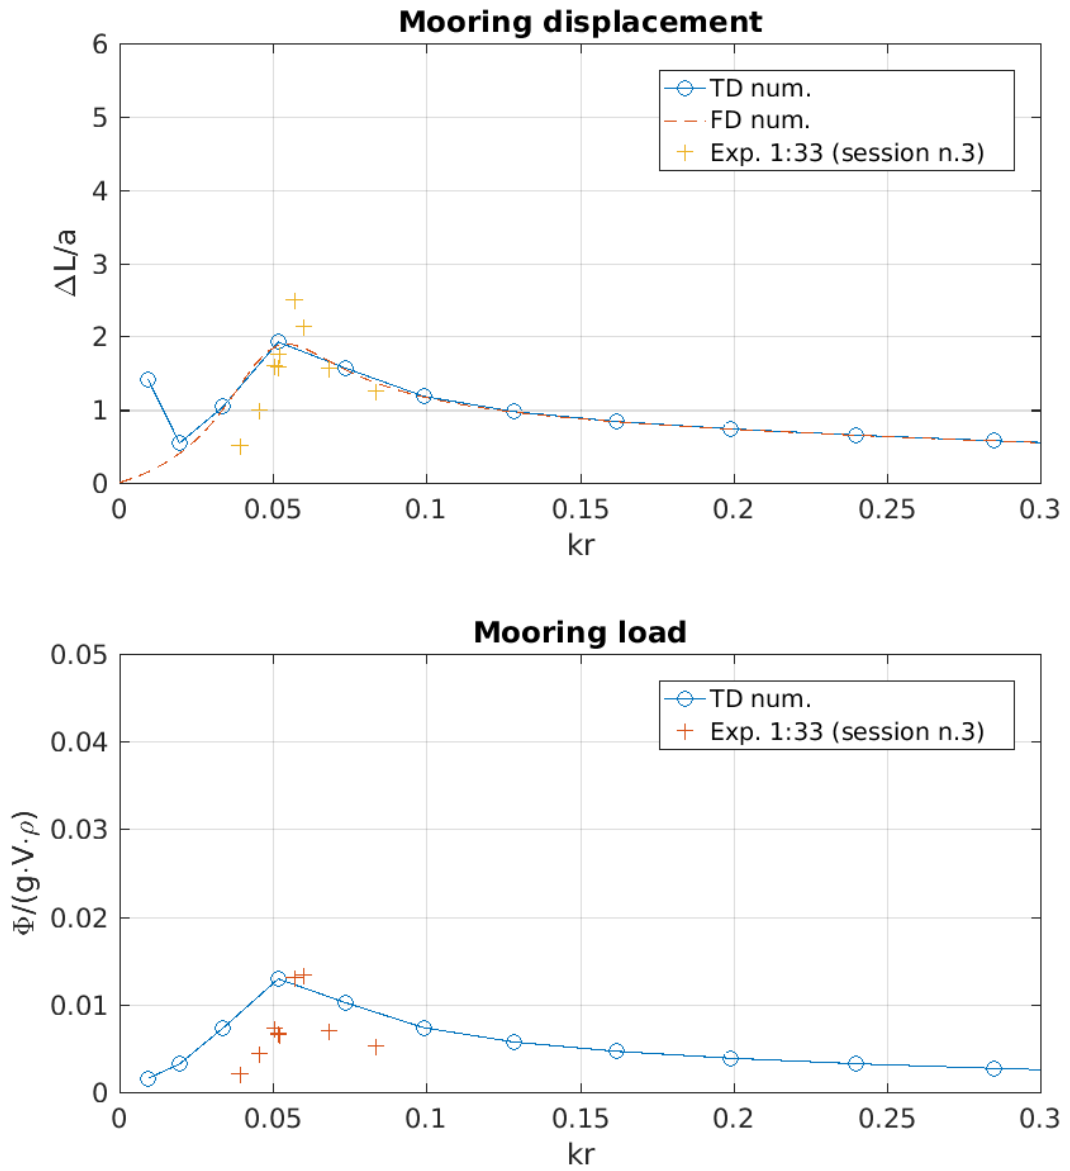 Mooring displacement
6
5
4
3
2
1
0
ΔL/a
TD num.
FD num.
Exp. 1:33 (session n.3)
0 0.05 0.1 0.15 0.2 0.25 0.3
kr
Mooring load
0.05
0.04
0.03
0.02
0.01
0
Φ/(g·V·ρ)
TD num.
Exp. 1:33 (session n.3)
0 0.05 0.1 0.15 0.2 0.25 0.3
kr